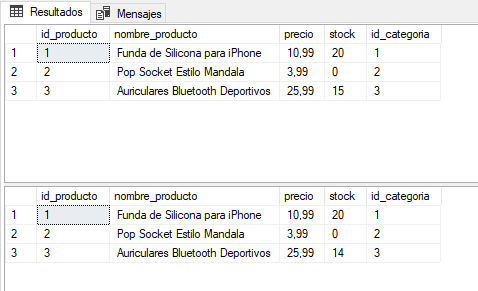 Resultados Mensajes
id_producto nombre_producto precio stock id_categoria
1 1 Funda de Silicona para iPhone 10,99 20 1
2 2 Pop Socket Estilo Mandala 3,99 0 2
3 3 Auriculares Bluetooth Deportivos 25,99 15 3
id_producto nombre_producto precio stock id_categoria
1 1 Funda de Silicona para iPhone 10,99 20 1
2 2 Pop Socket Estilo Mandala 3,99 0 2
3 3 Auriculares Bluetooth Deportivos 25,99 14 3